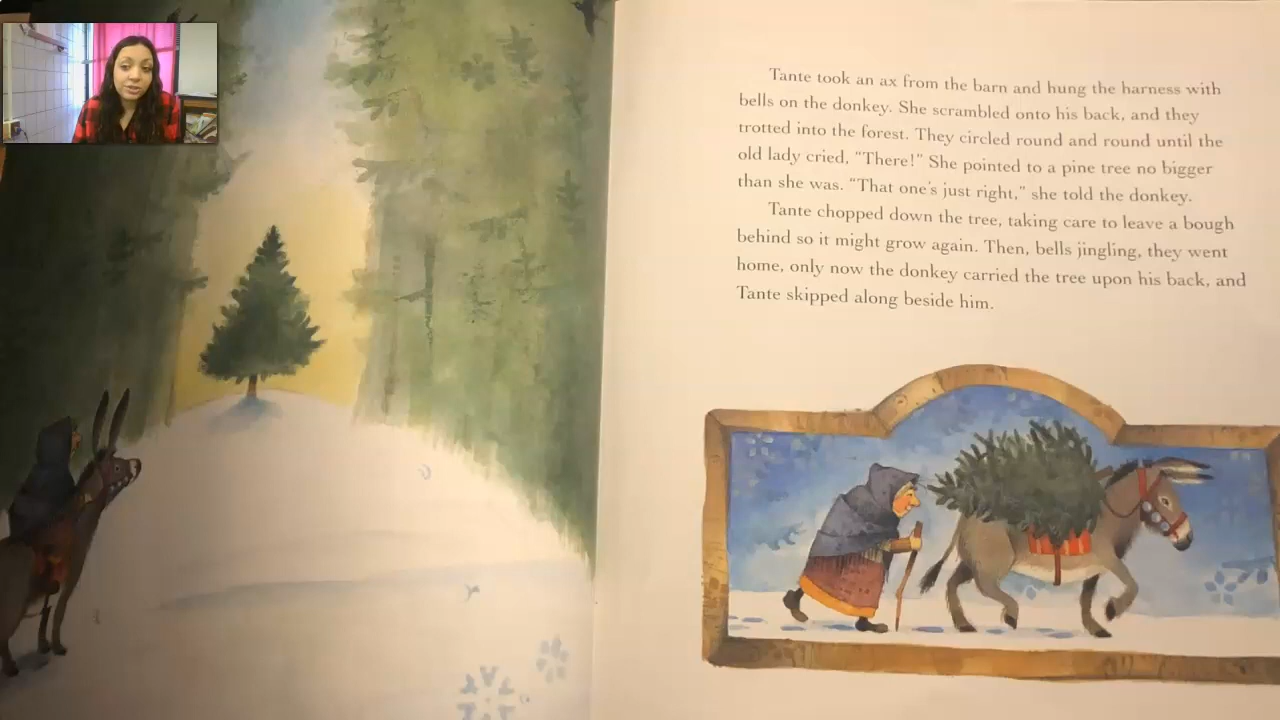 Tante took an ax from the barn and hung the harness with
bells on the donkey. She scrambled onto his back, and they
trotted into the forest. They circled round and round until the
old lady cried, “There!” She pointed to a pine tree no bigger
than she was. “That one's just right,” she told the donkey.
Tante chopped down the tree, taking care to leave a bough
behind so it might grow again. Then, bells jingling, they went
home, only now the donkey carried the tree upon his back, and
Tante skipped along beside him.